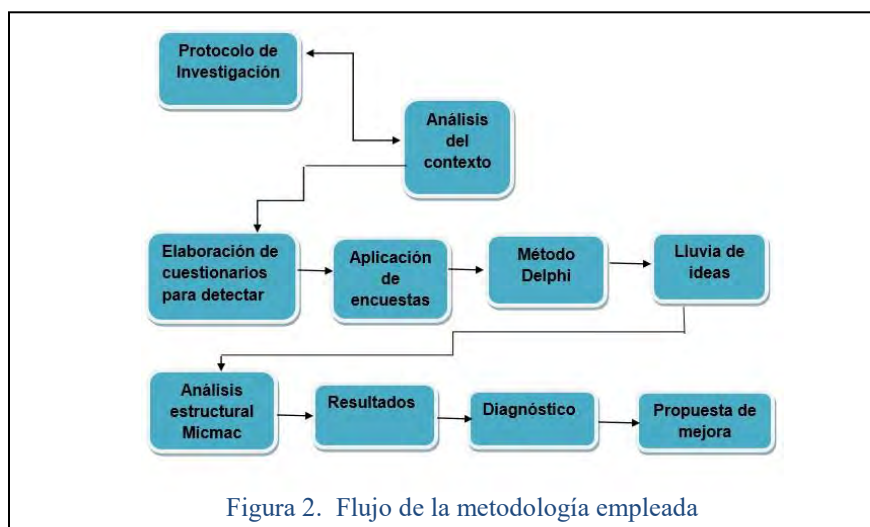 Protocolo de
Investigación
Análisis
del
contexto
Elaboración de
cuestionarios
para detectar
Aplicación
de
encuestas
Método
Delphi
Lluvia de
ideas
Análisis
estructural
Micmac
Resultados
Diagnóstico
Propuesta de
mejora
Figura 2. Flujo de la metodología empleada